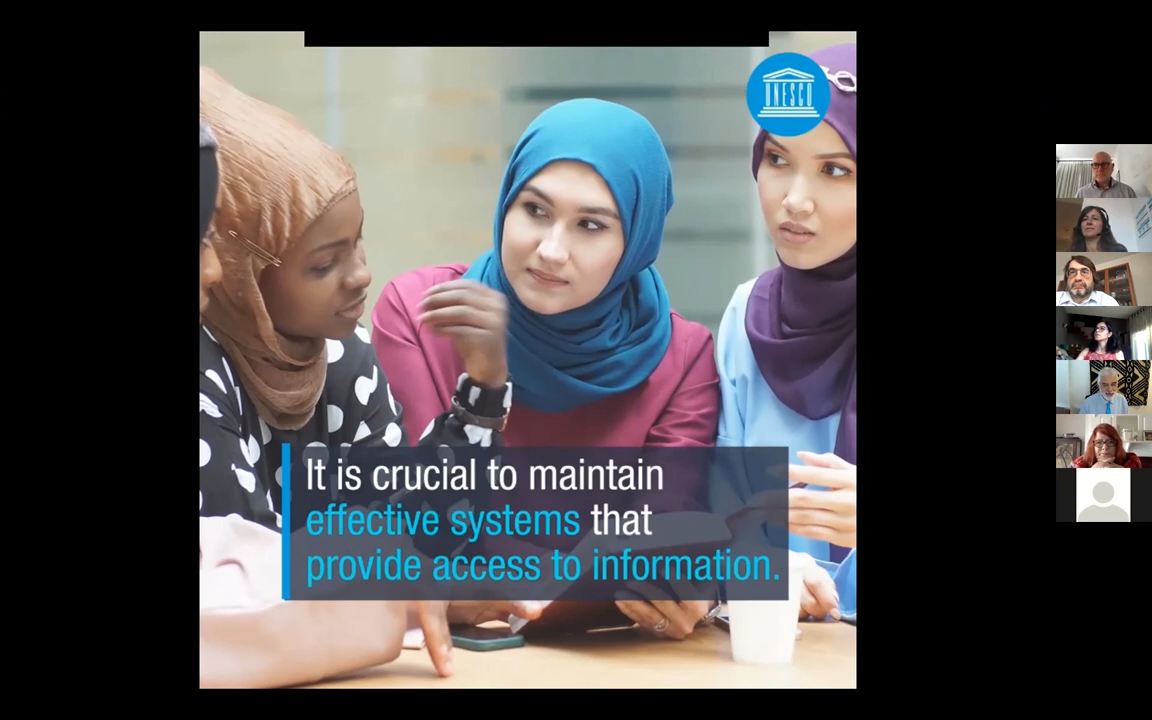 UNESCO
It is crucial to maintain
effective systems that
provide access to information.